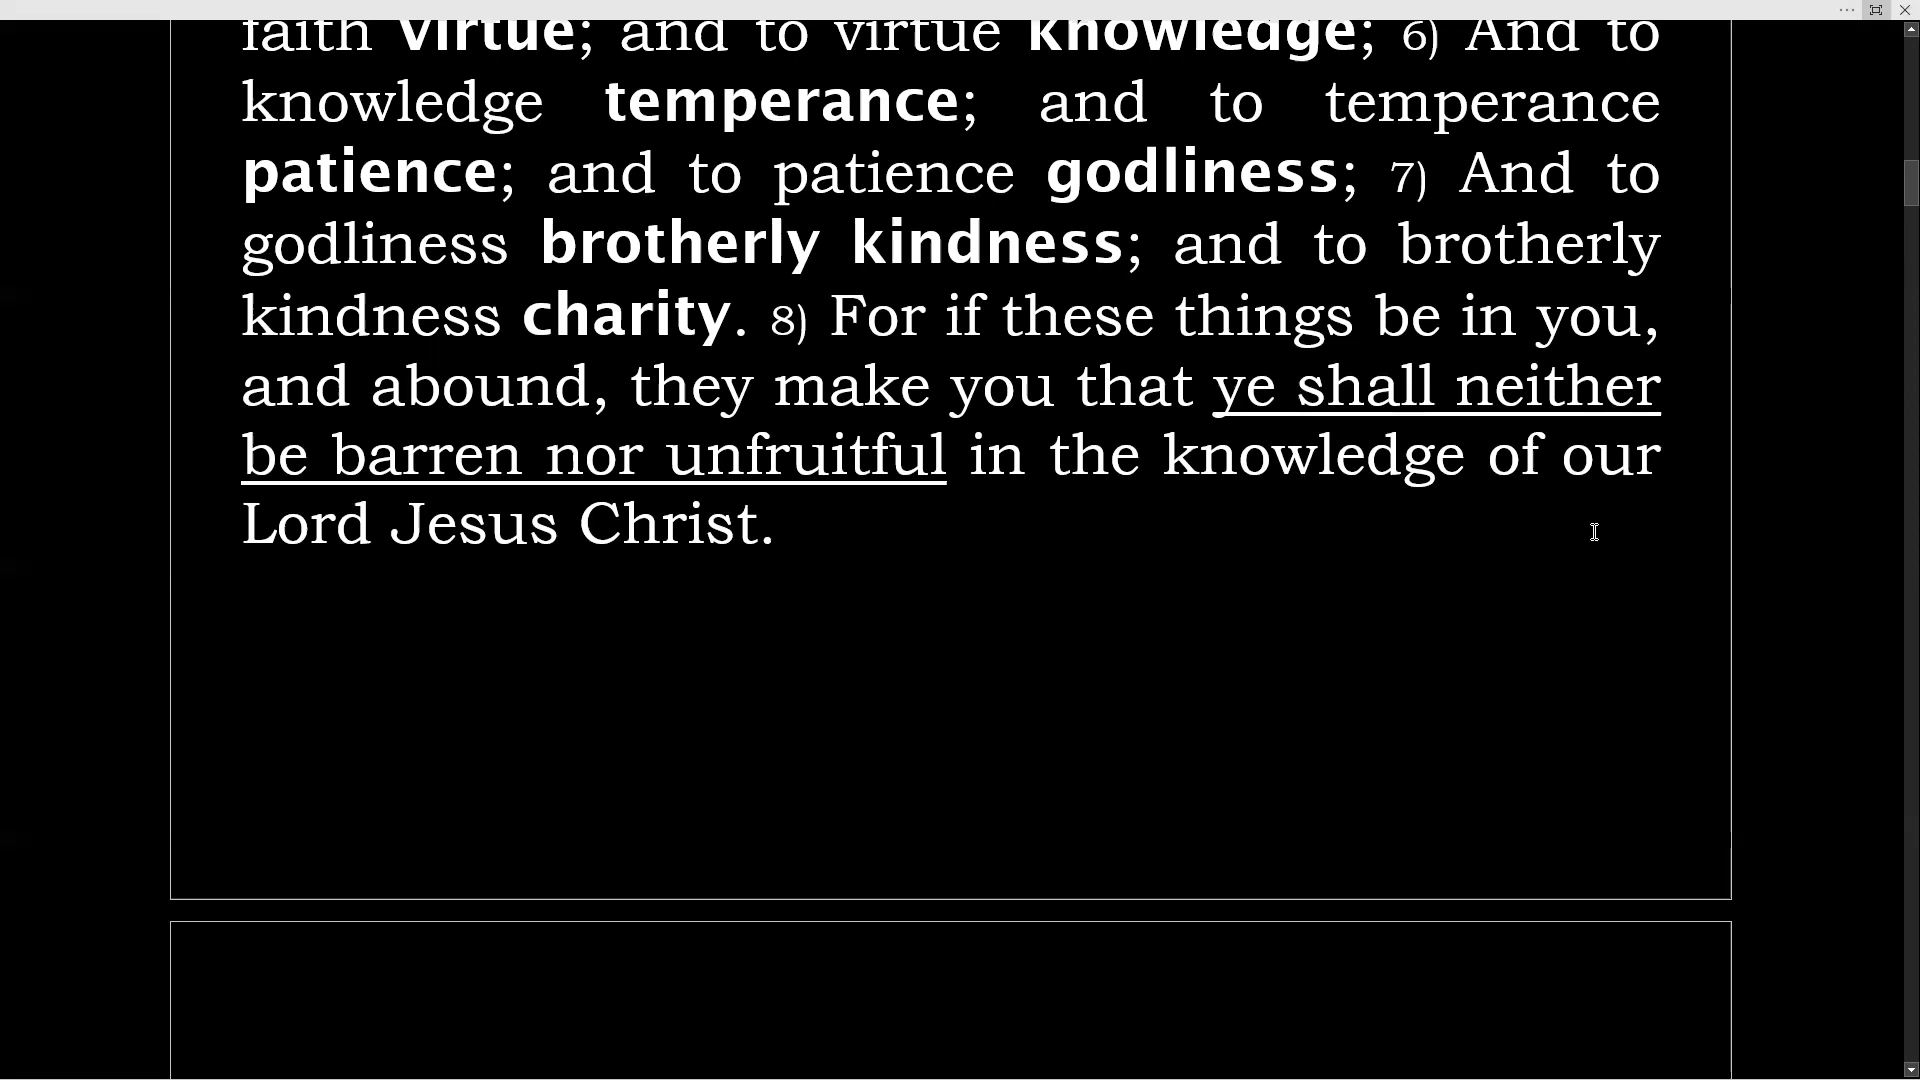 faith virtue; and to virtue knowledge; 6) And to
knowledge temperance; and to temperance
patience; and to patience godliness; 7) And to
godliness brotherly kindness; and to brotherly
kindness charity. 8) For if these things be in you,
and abound, they make you that ye shall neither
be barren nor unfruitful in the knowledge of our
Lord Jesus Christ.